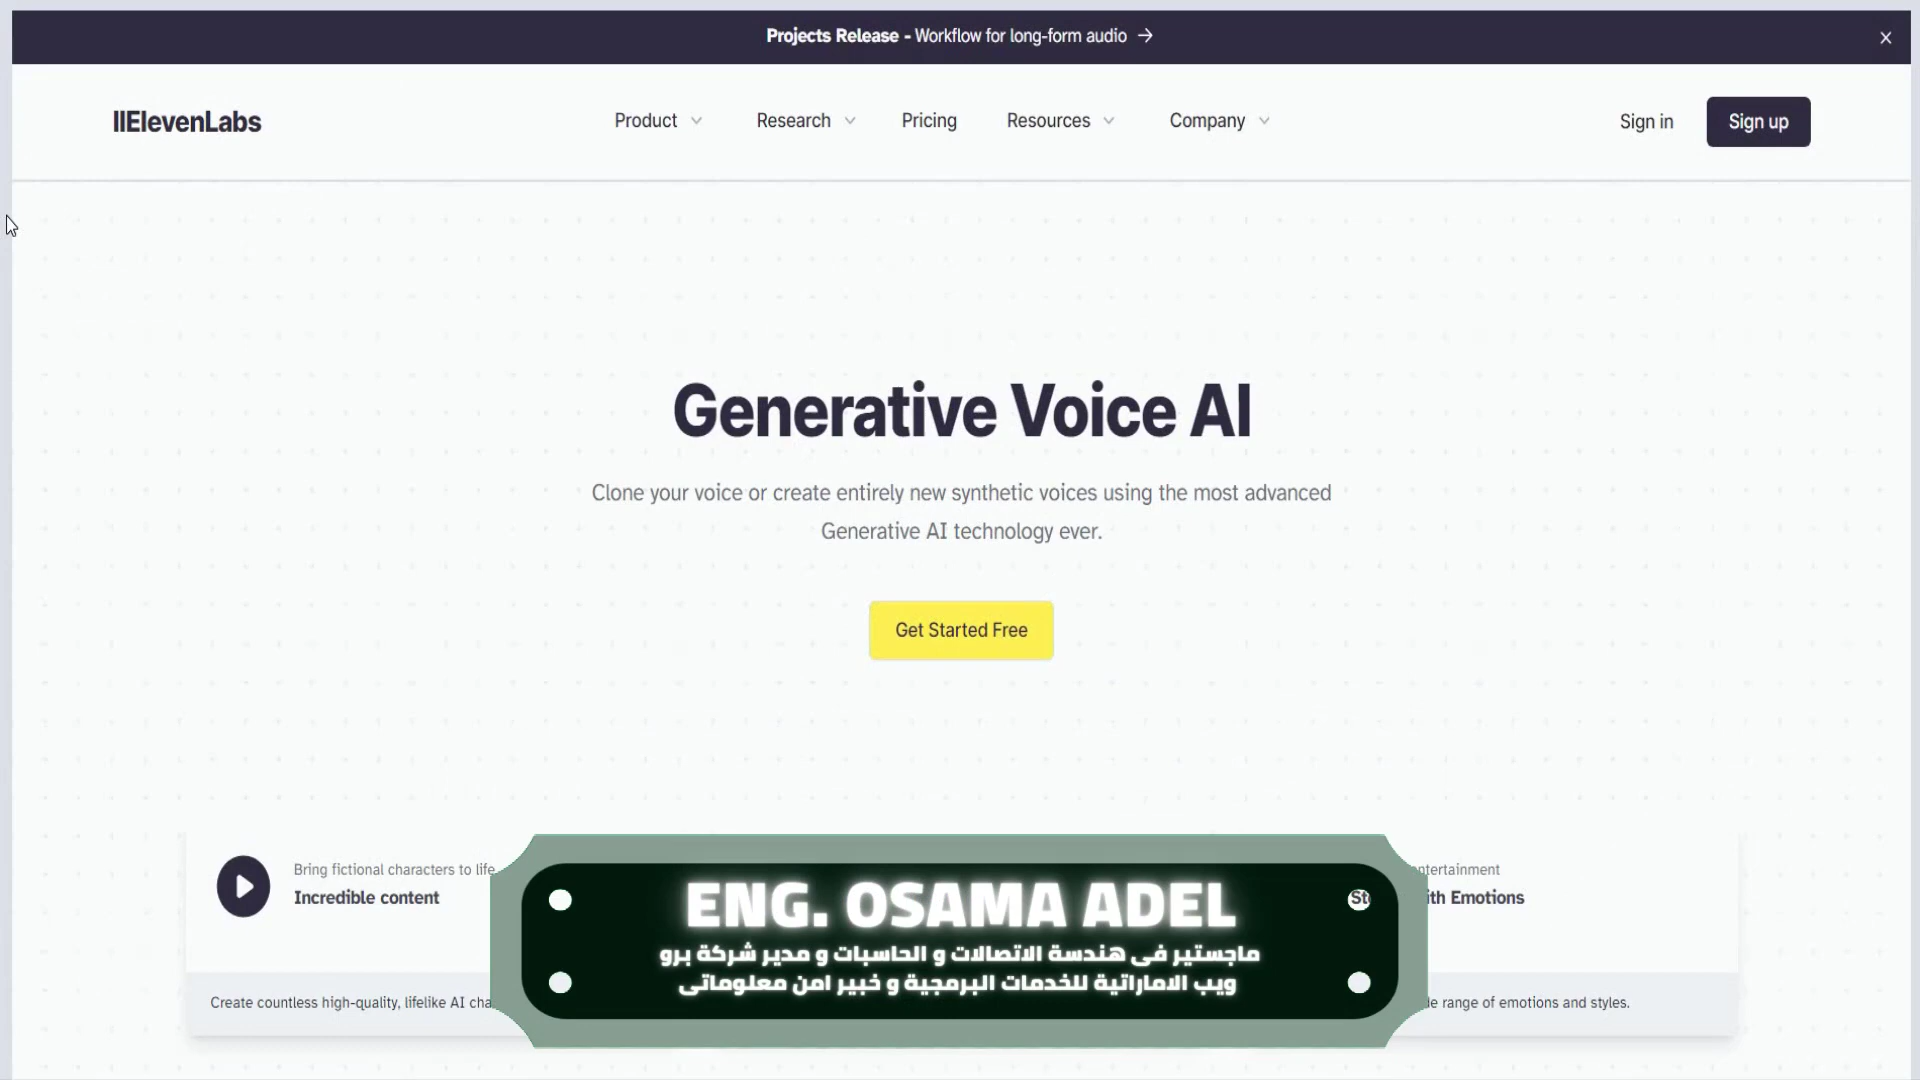 Projects Release - Workflow for long-form audio
IIElevenLabs
Product
Research
Pricing
Resources
Company
Sign in
Sign up
Generative Voice AI
Clone your voice or create entirely new synthetic voices using the most advanced
Generative AI technology ever.
Get Started Free
Bring fictional characters to life
Incredible content
Create countless high-quality, lifelike AI
ENG. OSAMA ADEL
ماجستير فى هندسة الاتصالات و الحاسبات و مدير شركة برو
ويب الاماراتية للخدمات البرمجية و خبير امن معلوماتى
Emotions
range of emotions and styles.